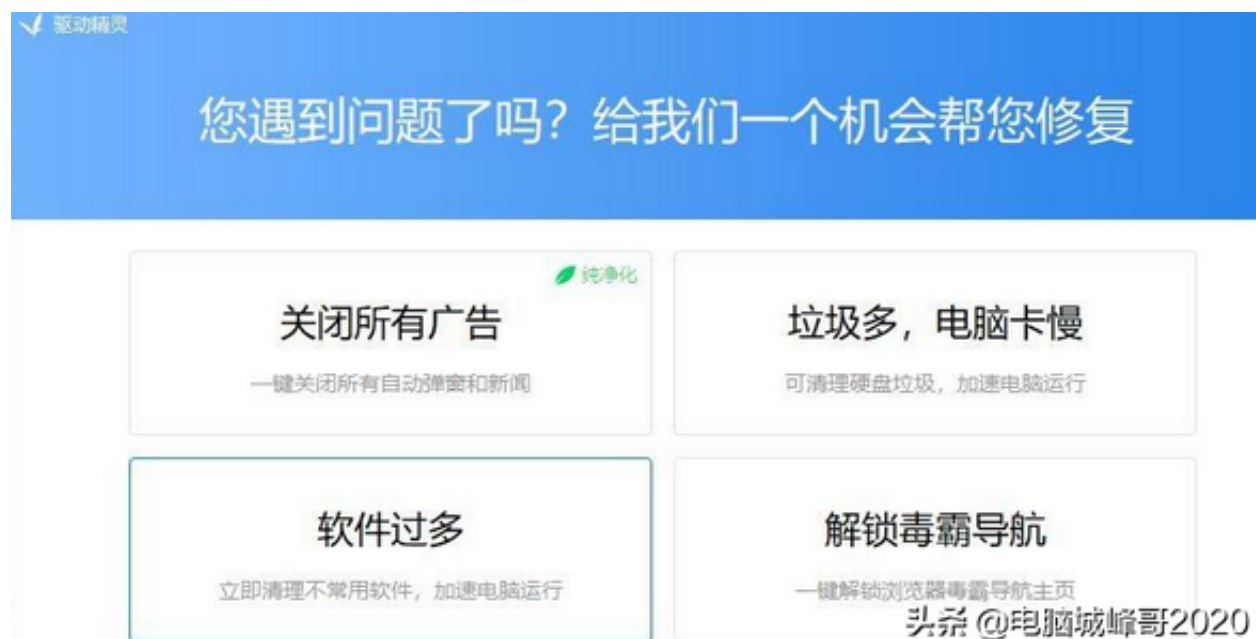 驱动精灵
您遇到问题了吗？给我们一个机会帮您修复
纯净化
关闭所有广告
一键关闭所有自动弹窗和新闻
垃圾多，电脑卡慢
可清理硬盘垃圾，加速电脑运行
软件过多
立即清理不常用软件，加速电脑运行
解锁毒霸导航
一键解锁浏览器毒霸导航主页
头条 @电脑城峰哥2020